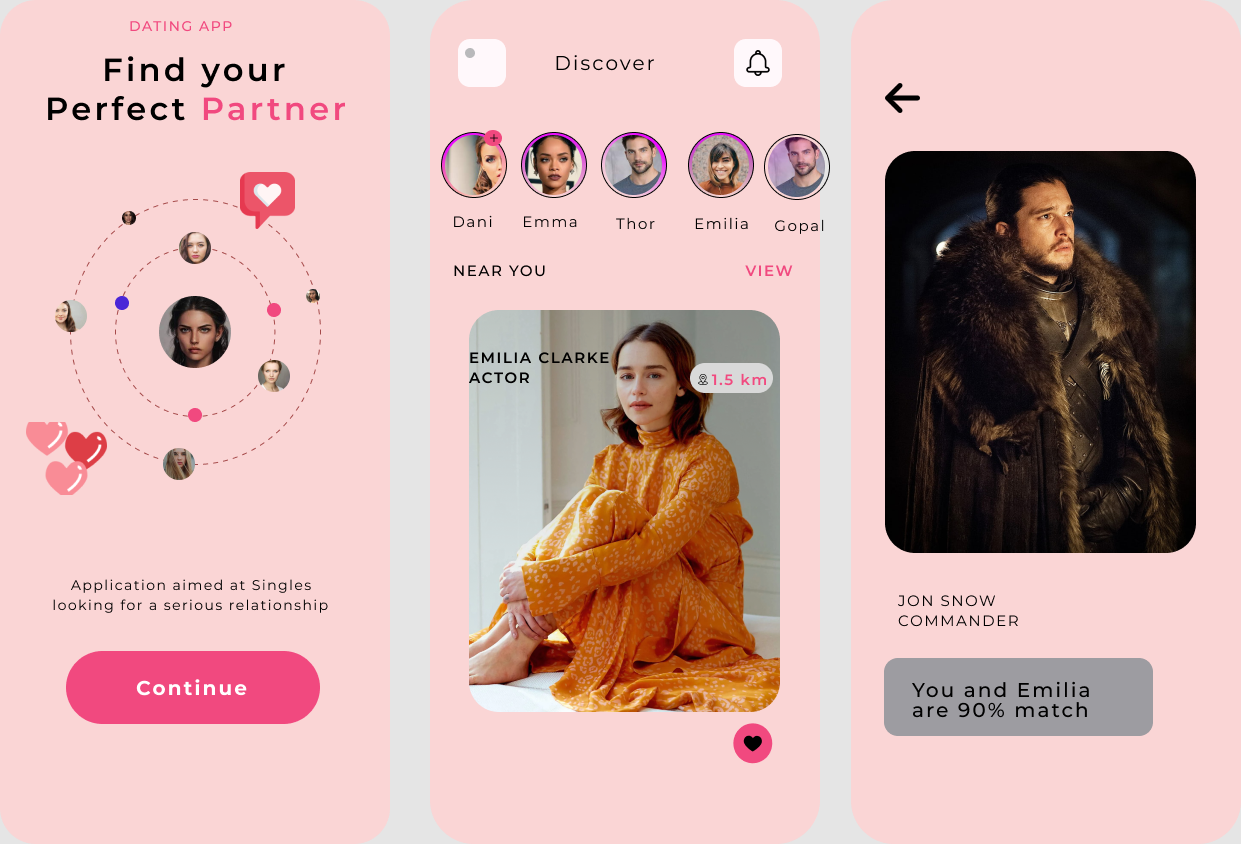 DATING APP
Find your
Perfect Partner
Application aimed at Singles
looking for a serious relationship
Continue
Discover
Dani
Emma
Thor
Emilia
Gopal
NEAR YOU
VIEW
EMILIA CLARKE
ACTOR
1.5 km
JON SNOW
COMMANDER
You and Emilia
are 90% match